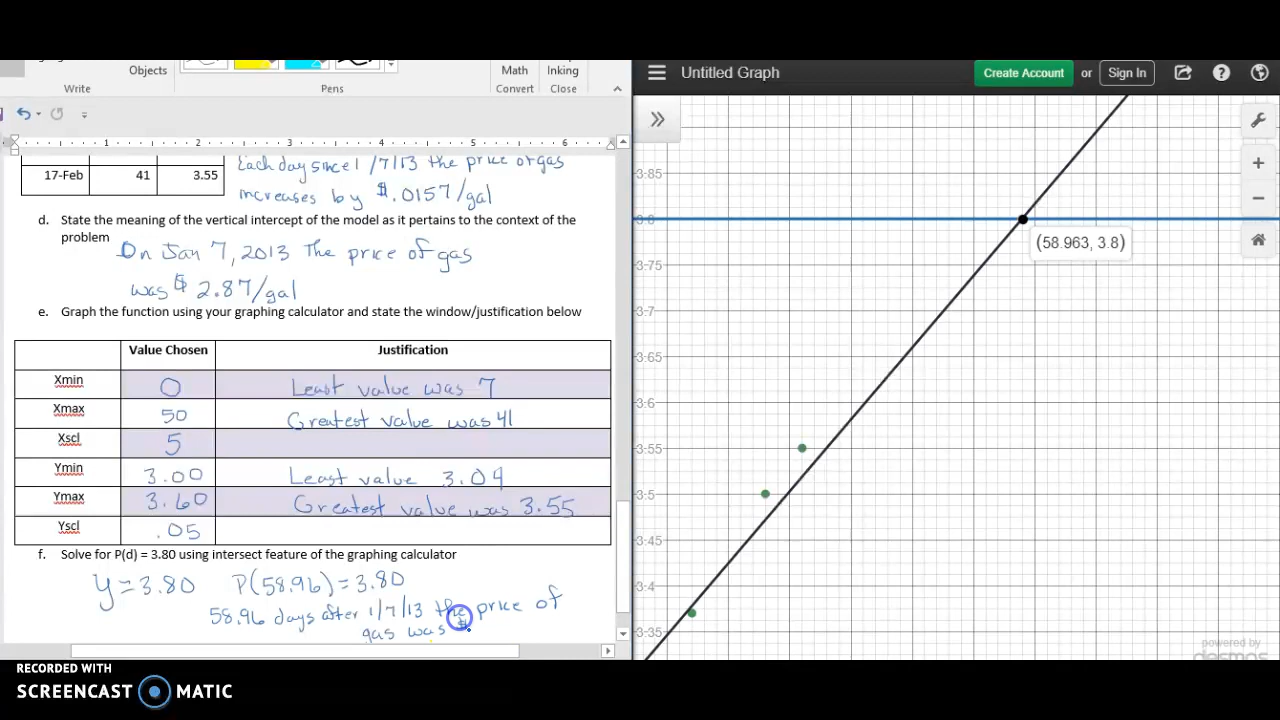 Untitled Graph
Create Account or Sign In
Objects
Math
Inking
Write
Pens
Convert
Close
1 2 3 4 5 6
Each day since 1/7/13 the price of gas
17-Feb 41 3.55
increases by $.0157/gal
d. State the meaning of the vertical intercept of the model as it pertains to the context of the
problem
On Jan 7, 2013 the price of gas
was $2.87/gal
e. Graph the function using your graphing calculator and state the window/justification below
Value Chosen Justification
Xmin 0 Least value was 7
Xmax 50 Greatest value was 41
Xscl 5
Ymin 3.00 Least value 3.04
Ymax 3.60 Greatest value was 3.55
Yscl .05
f. Solve for P(d) = 3.80 using intersect feature of the graphing calculator
y=3.80 P(58.96)=3.80
58.96 days after 1/7/13 the price of
gas was $
3.85
3.8
(58.963, 3.8)
3.75
3.7
3.65
3.6
3.55
3.5
3.45
3.4
3.35
powered by
desmos
RECORDED WITH
SCREENCAST MATIC